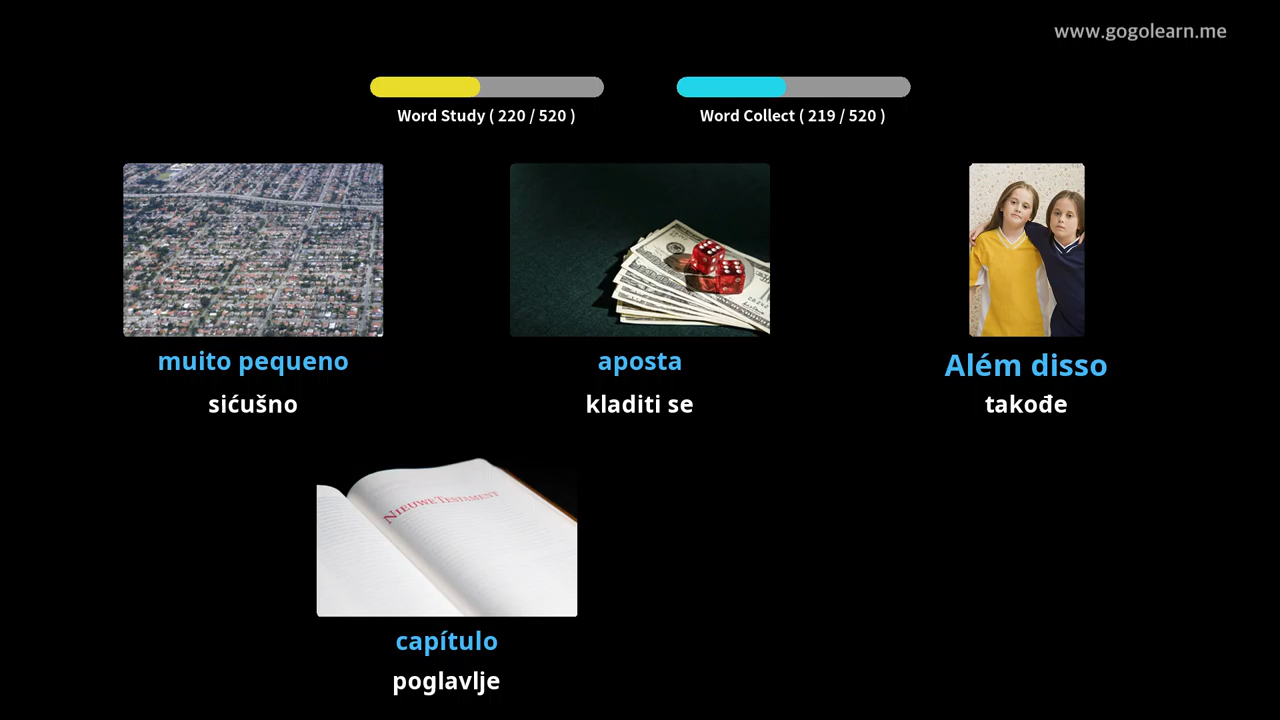 www.gogolearn.me
Word Study ( 220 / 520 )
Word Collect ( 219 / 520 )
muito pequeno
sićušno
aposta
kladiti se
Além disso
takođe
NIEUWE TESTAMENT
capítulo
poglavlje